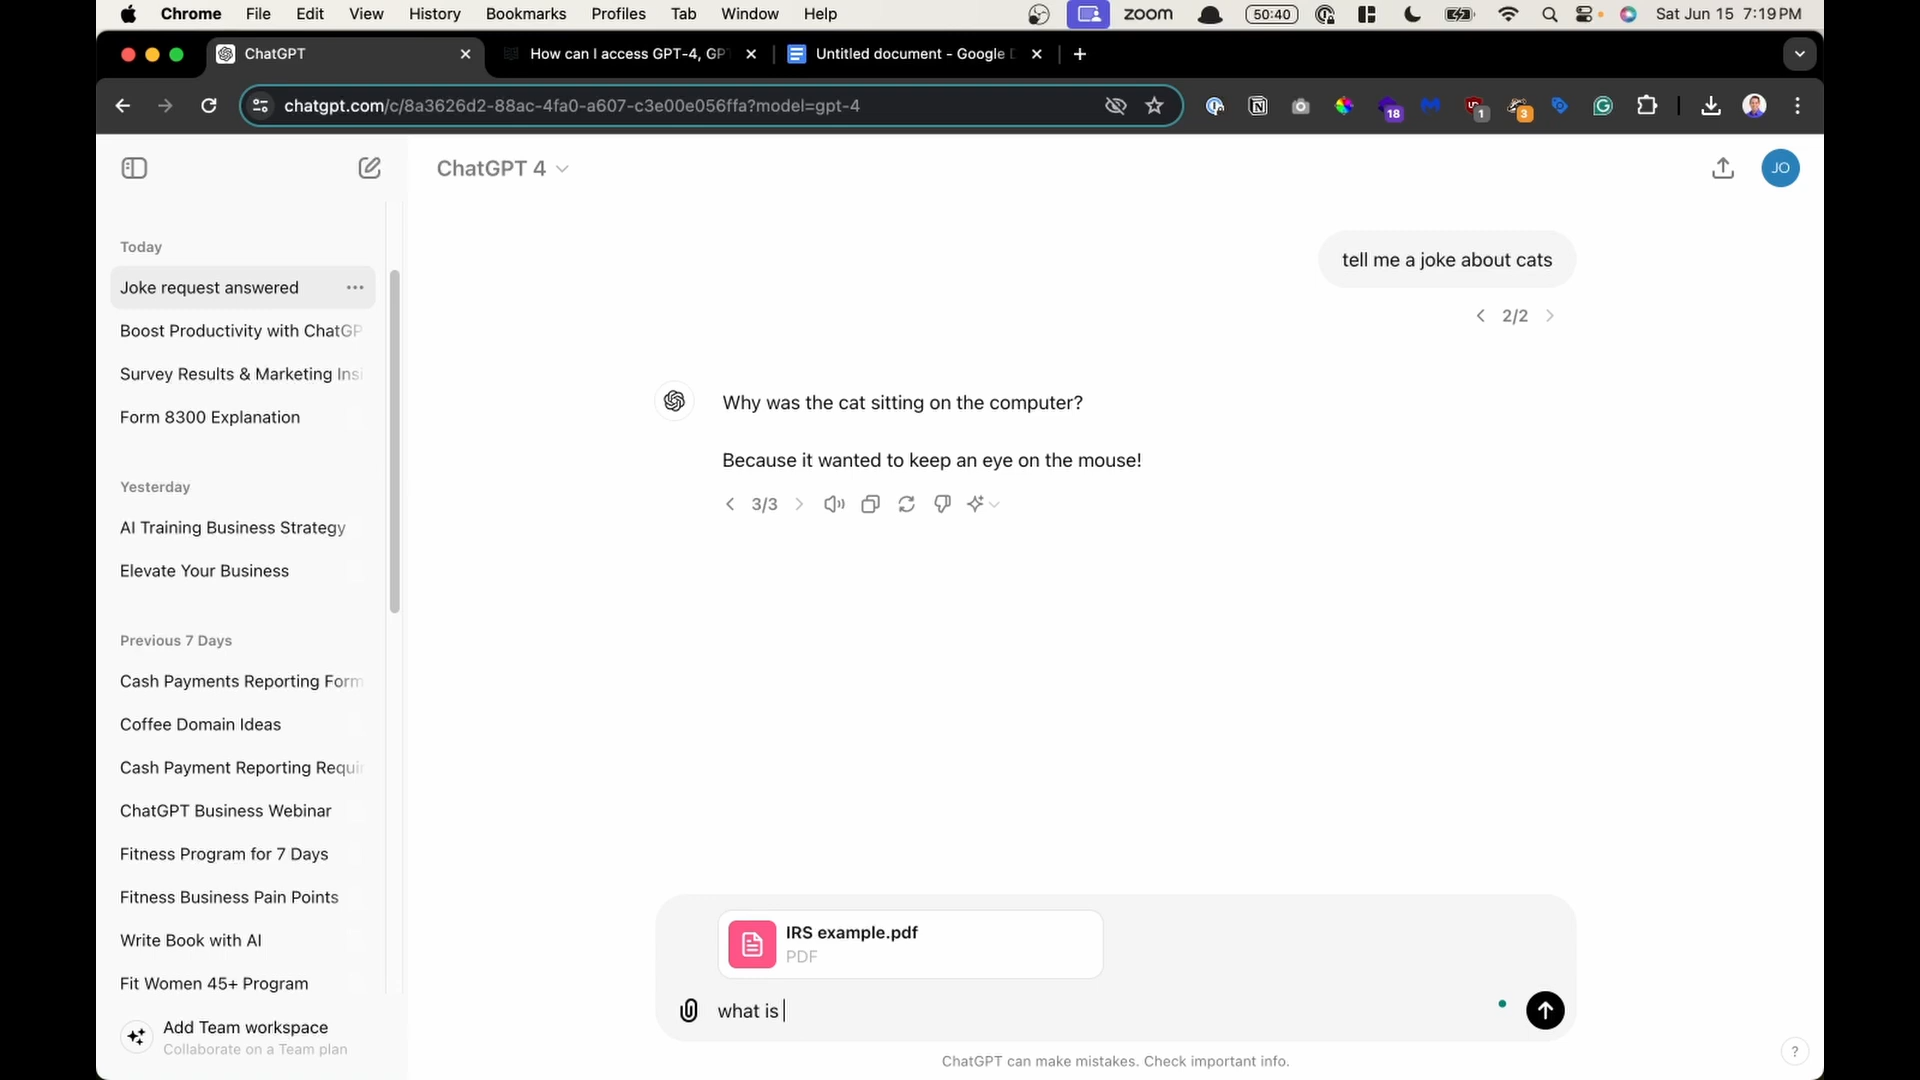 Chrome File Edit View History Bookmarks Profiles Tab Window Help zoom 50:40 Sat Jun 15 7:19 PM
ChatGPT How can I access GPT-4, GP Untitled document - Google D
chatgpt.com/c/8a3626d2-88ac-4fa0-a607-c3e00e056ffa?model=gpt-4 18 1 3
ChatGPT 4 JO
Today
Joke request answered
Boost Productivity with ChatGP
Survey Results & Marketing Insi
Form 8300 Explanation
Yesterday
AI Training Business Strategy
Elevate Your Business
Previous 7 Days
Cash Payments Reporting Form
Coffee Domain Ideas
Cash Payment Reporting Requir
ChatGPT Business Webinar
Fitness Program for 7 Days
Fitness Business Pain Points
Write Book with AI
Fit Women 45+ Program
Add Team workspace
Collaborate on a Team plan
tell me a joke about cats
2/2
Why was the cat sitting on the computer?
Because it wanted to keep an eye on the mouse!
3/3
IRS example.pdf
PDF
what is
ChatGPT can make mistakes. Check important info.
?